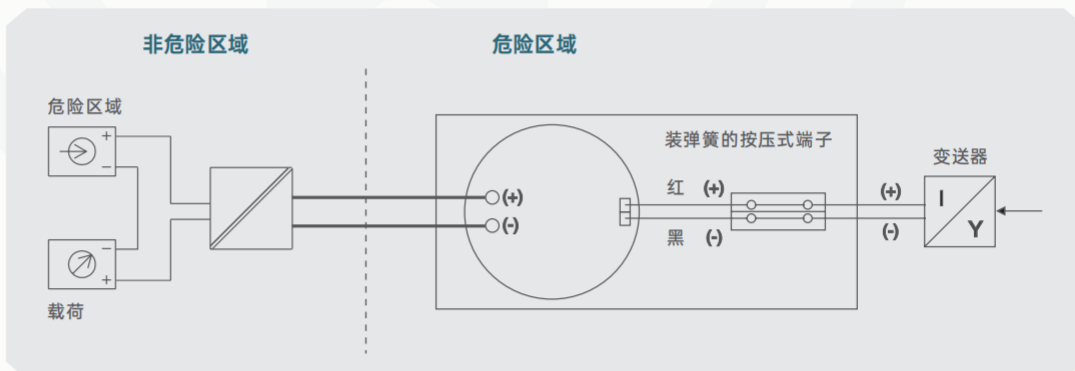 非危险区域
危险区域
危险区域
+
−
−
+
载荷
(+)
(-)
装弹簧的按压式端子
红 (+)
黑 (-)
变送器
(+)
(-)
I
Y